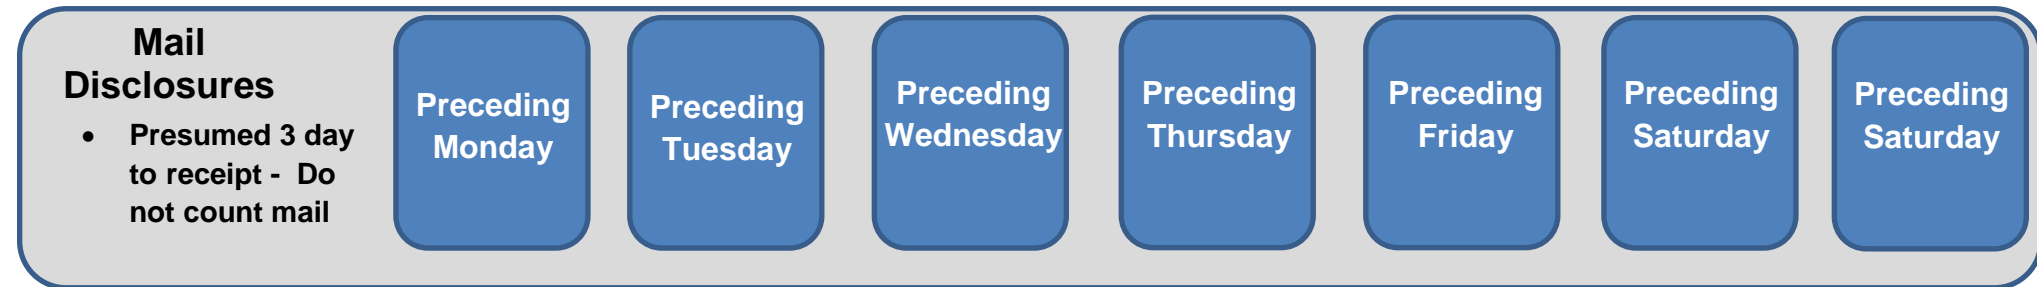 Mail
Disclosures
• Presumed 3 day
to receipt - Do
not count mail
Preceding
Monday
Preceding
Tuesday
Preceding
Wednesday
Preceding
Thursday
Preceding
Friday
Preceding
Saturday
Preceding
Saturday